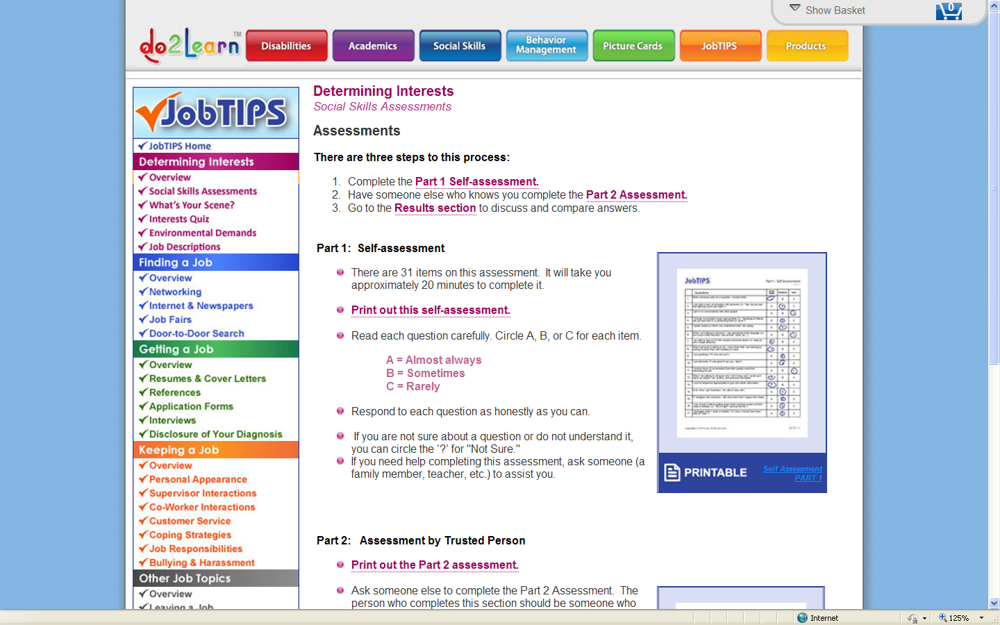 Show Basket
0
do2Learn™
Disabilities
Academics
Social Skills
Behavior
Management
Picture Cards
JobTIPS
Products
JobTIPS
JobTIPS Home
Determining Interests
Overview
Social Skills Assessments
What's Your Scene?
Interests Quiz
Environmental Demands
Job Descriptions
Finding a Job
Overview
Networking
Internet & Newspapers
Job Fairs
Door-to-Door Search
Getting a Job
Overview
Resumes & Cover Letters
References
Application Forms
Interviews
Disclosure of Your Diagnosis
Keeping a Job
Overview
Personal Appearance
Supervisor Interactions
Co-Worker Interactions
Customer Service
Coping Strategies
Job Responsibilities
Bullying & Harassment
Other Job Topics
Overview
Leaving a Job
Determining Interests
Social Skills Assessments
Assessments
There are three steps to this process:
1. Complete the Part 1 Self-assessment.
2. Have someone else who knows you complete the Part 2 Assessment.
3. Go to the Results section to discuss and compare answers.
Part 1: Self-assessment
There are 31 items on this assessment. It will take you
approximately 20 minutes to complete it.
Print out this self-assessment.
Read each question carefully. Circle A, B, or C for each item.
A = Almost always
B = Sometimes
C = Rarely
Respond to each question as honestly as you can.
If you are not sure about a question or do not understand it,
you can circle the ‘?’ for "Not Sure."
If you need help completing this assessment, ask someone (a
family member, teacher, etc.) to assist you.
JobTIPS
Part 1 - Self Assessment
Questions
PRINTABLE
Self Assessment
PART 1
Part 2: Assessment by Trusted Person
Print out the Part 2 assessment.
Ask someone else to complete the Part 2 Assessment. The
person who completes this section should be someone who
Internet
125%